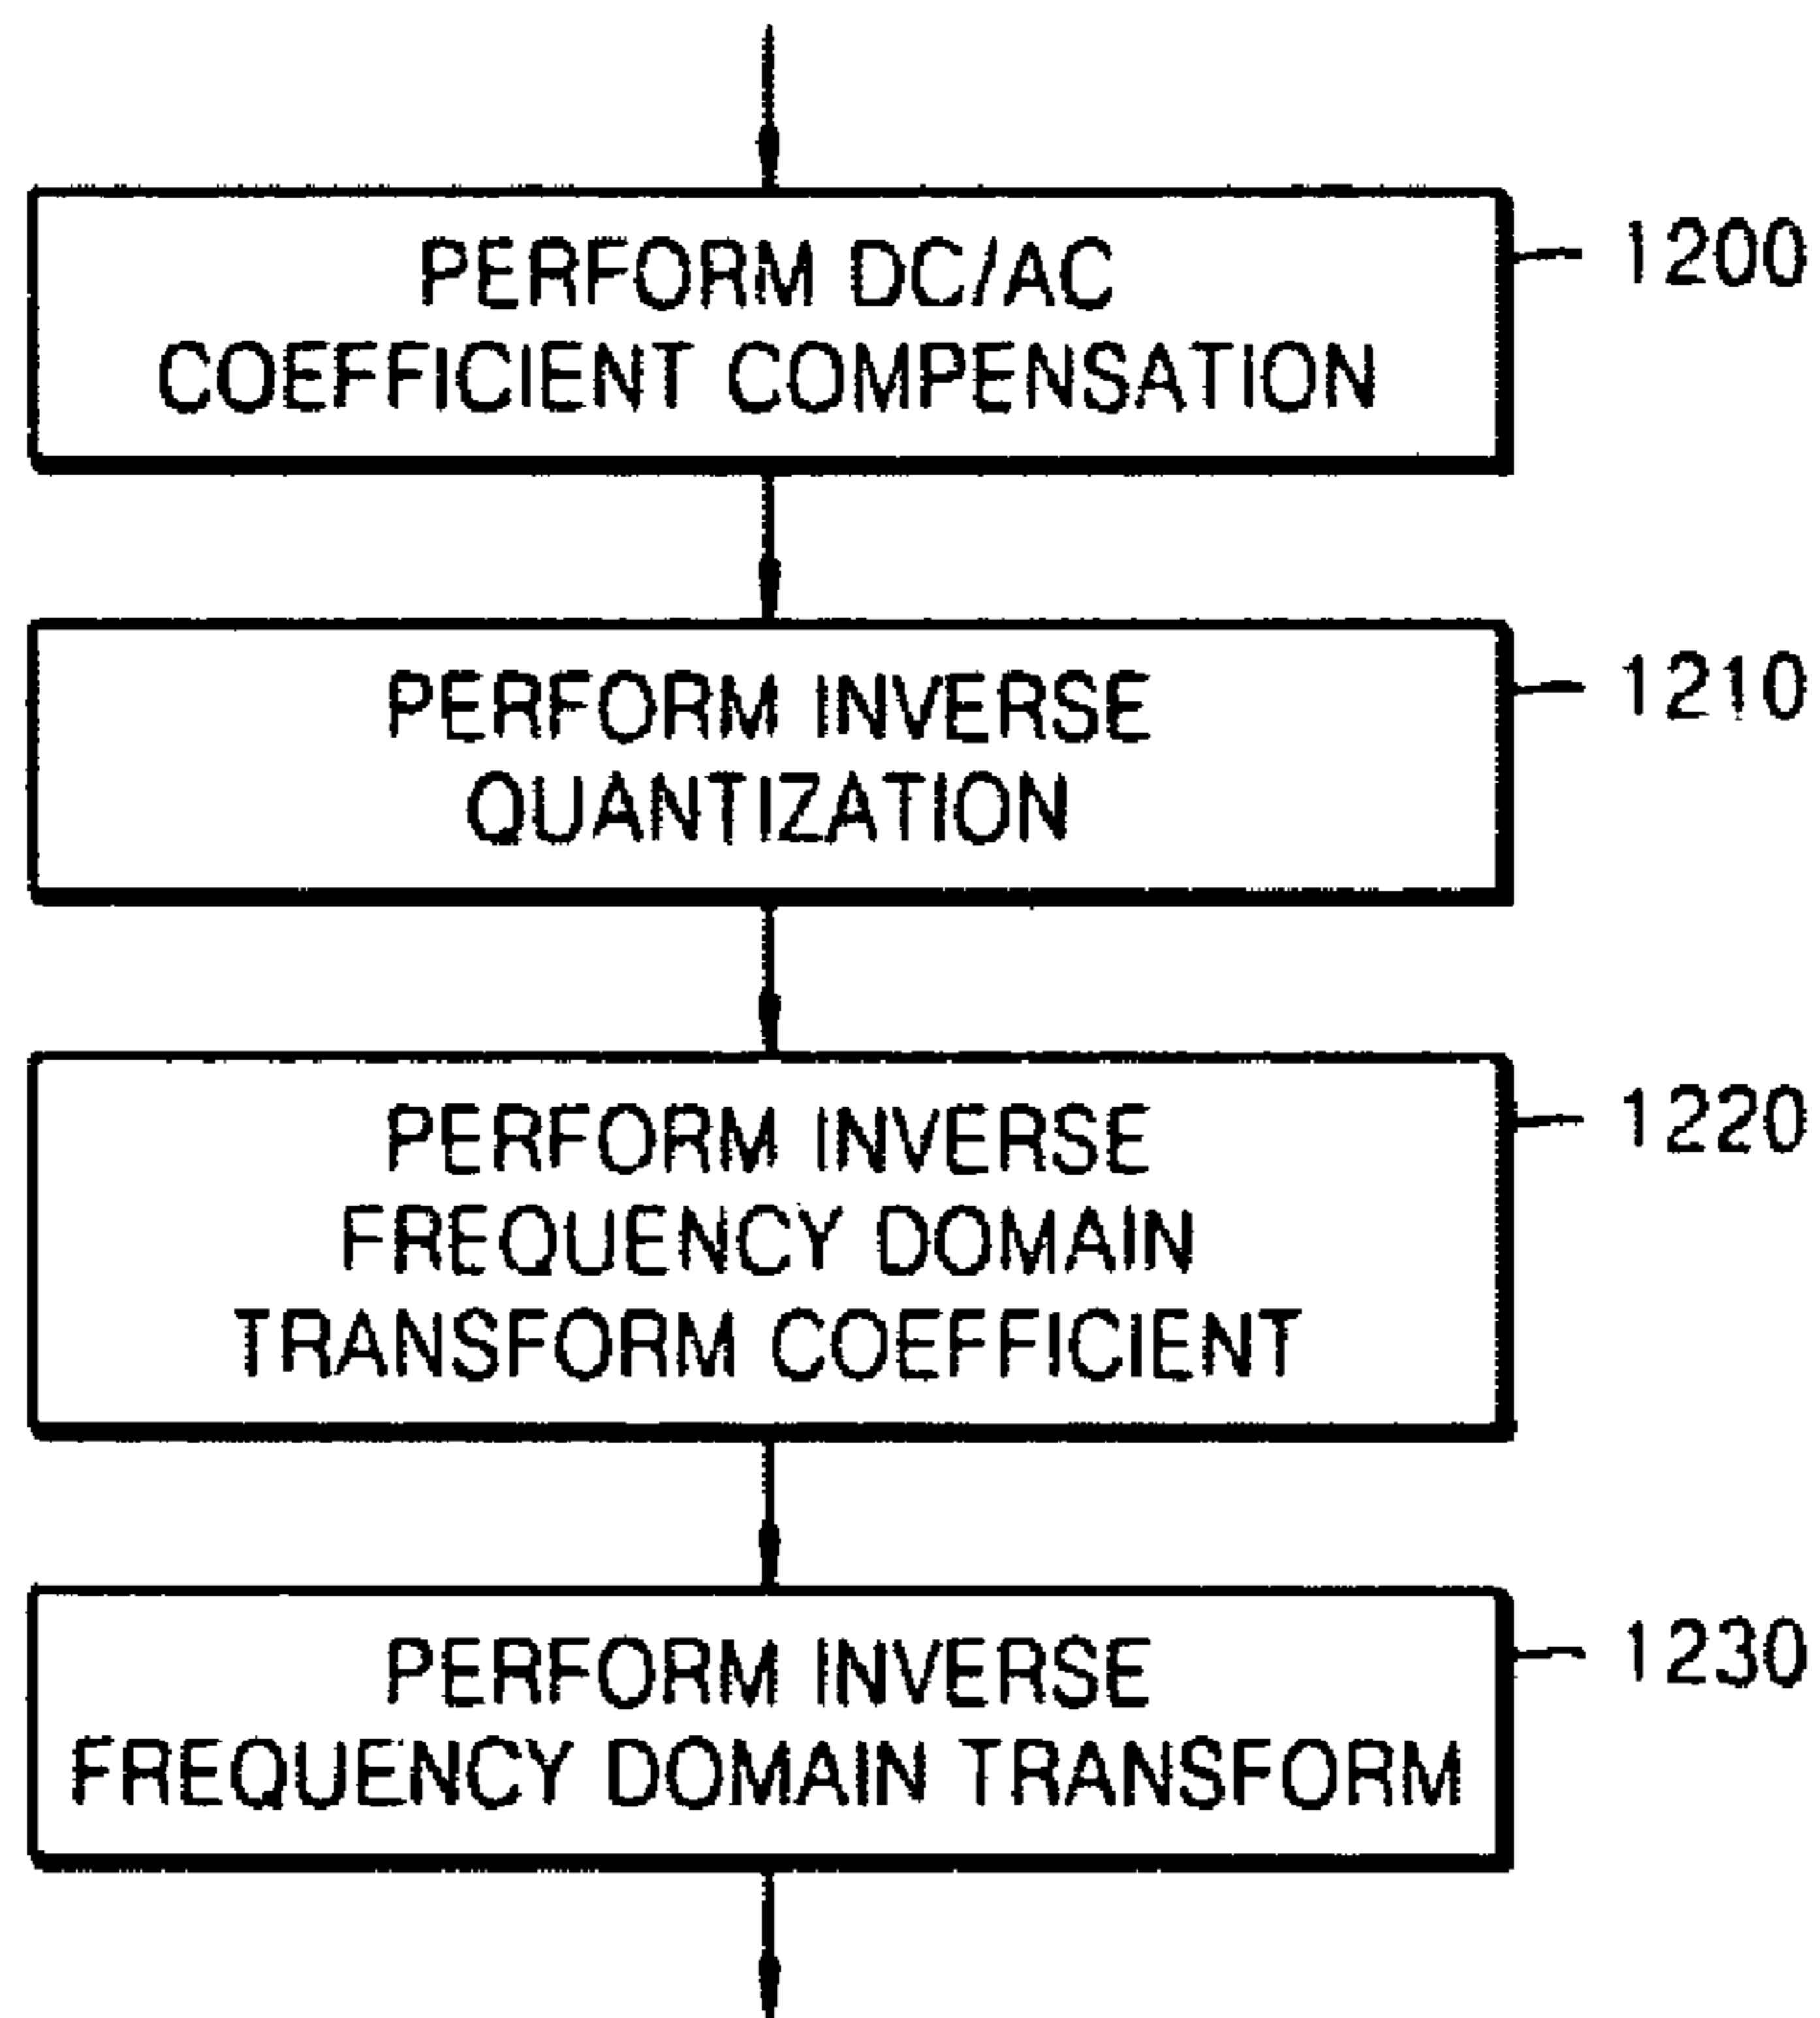 PERFORM DC/AC
COEFFICIENT COMPENSATION
1200
PERFORM INVERSE
QUANTIZATION
1210
PERFORM INVERSE
FREQUENCY DOMAIN
TRANSFORM COEFFICIENT
1220
PERFORM INVERSE
FREQUENCY DOMAIN TRANSFORM
1230